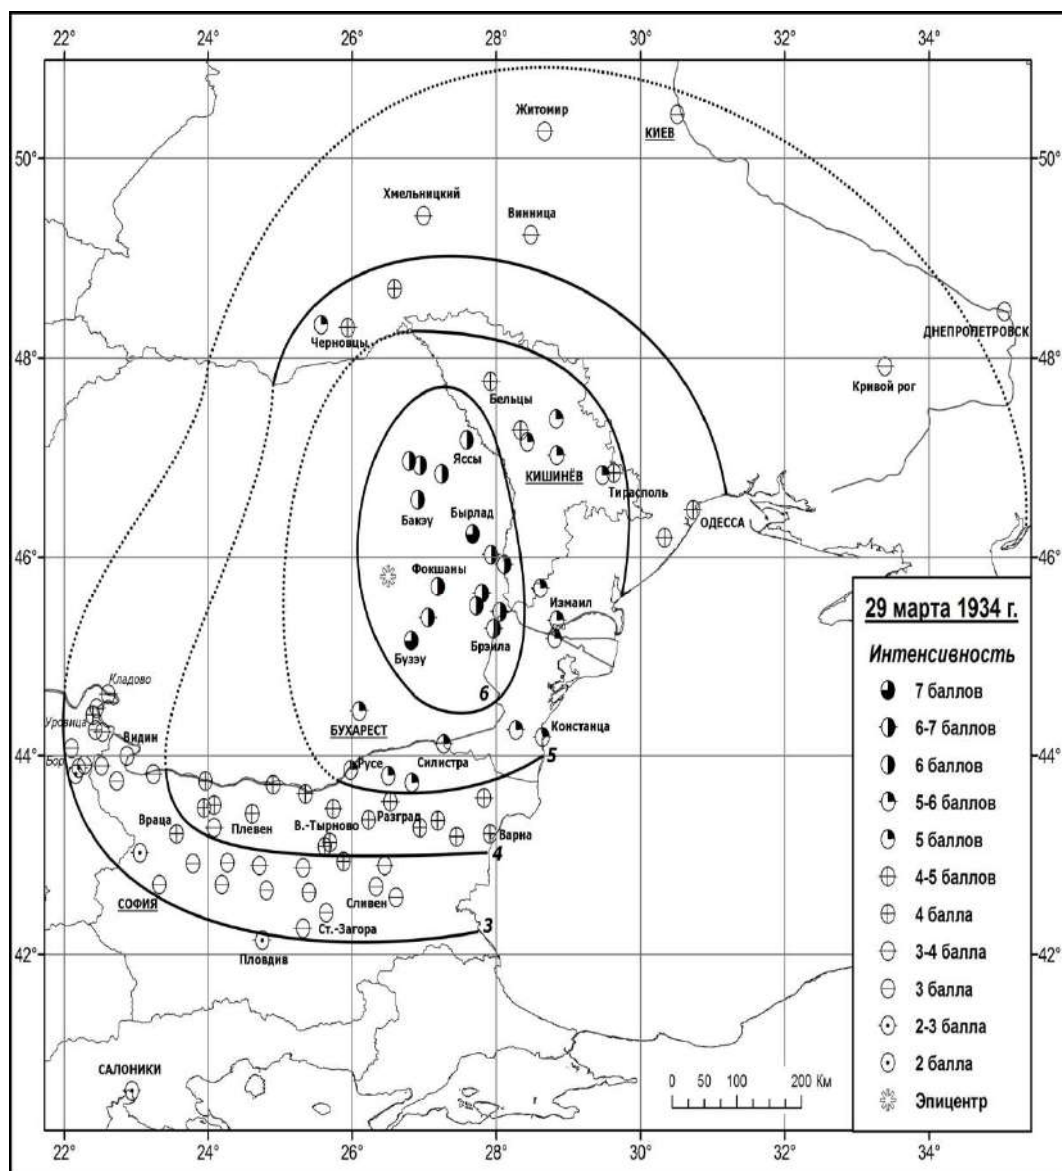 22° 24° 26° 28° 30° 32° 34°
Житомир
КИЕВ
50° 50°
Хмельницкий
Винница
ДНЕПРОПЕТРОВСК
Черновцы
48° 48°
Кривой рог
Бельцы
Яссы
КИШИНЁВ
Тирасполь
Бакэу
Бырлад
ОДЕССА
46° 46°
Фокшаны
Измаил
Бузэу
Брэила
6
Кладово
Уровица
БУХАРЕСТ
Констанца
Видин
44°
Бор
Русе
Силистра
5
Враца
Плевен
В.-Тырново
Разград
Варна
4
СОФИЯ
Сливен
Ст.-Загора
3
Пловдив
42° 42°
САЛОНИКИ
0 50 100 200 Км
29 марта 1934 г.
Интенсивность
7 баллов
6-7 баллов
6 баллов
5-6 баллов
5 баллов
4-5 баллов
4 балла
3-4 балла
3 балла
2-3 балла
2 балла
Эпицентр
22° 24° 26° 28° 30° 32° 34°